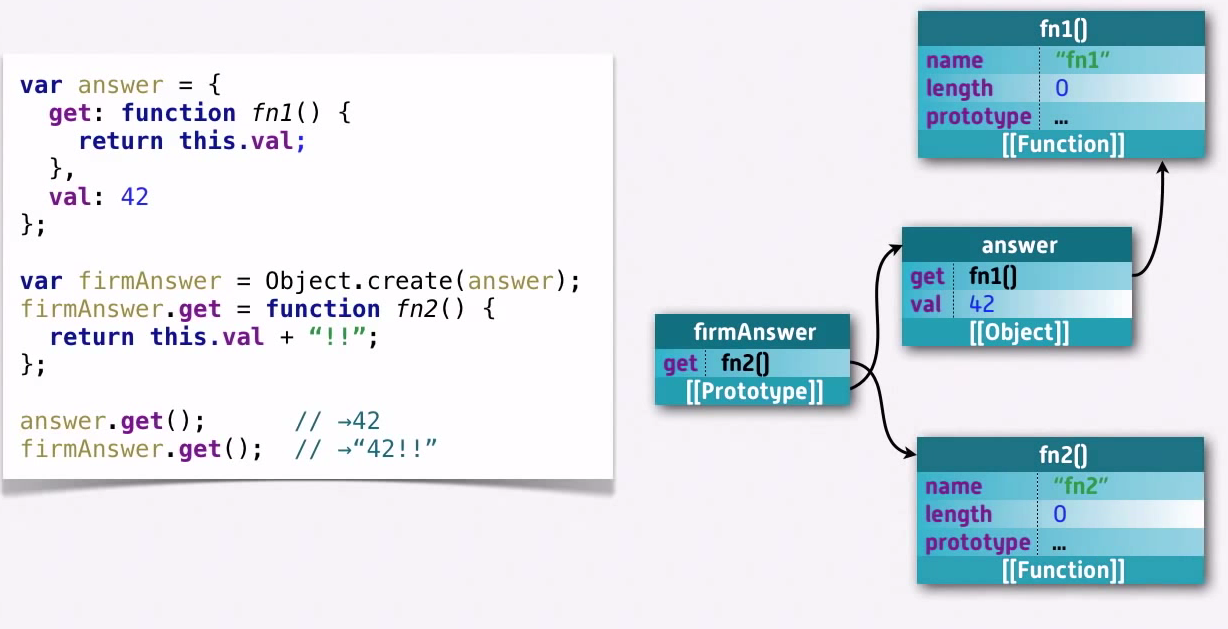 var answer = {
  get: function fn1() {
    return this.val;
  },
  val: 42
};

var firmAnswer = Object.create(answer);
firmAnswer.get = function fn2() {
  return this.val + “!!”;
};

answer.get();      // →42
firmAnswer.get();  // →“42!!”
fn1()
name “fn1”
length 0
prototype ...
[[Function]]
answer
get fn1()
val 42
[[Object]]
firmAnswer
get fn2()
[[Prototype]]
fn2()
name “fn2”
length 0
prototype ...
[[Function]]